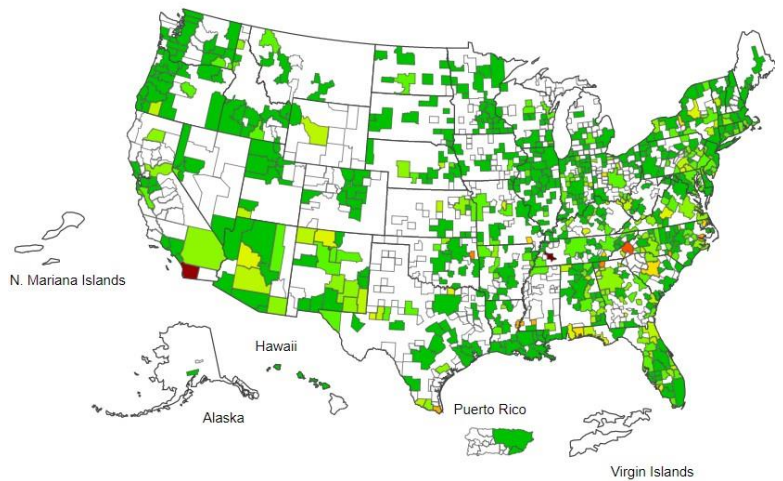 N. Mariana Islands
Hawaii
Alaska
Puerto Rico
Virgin Islands